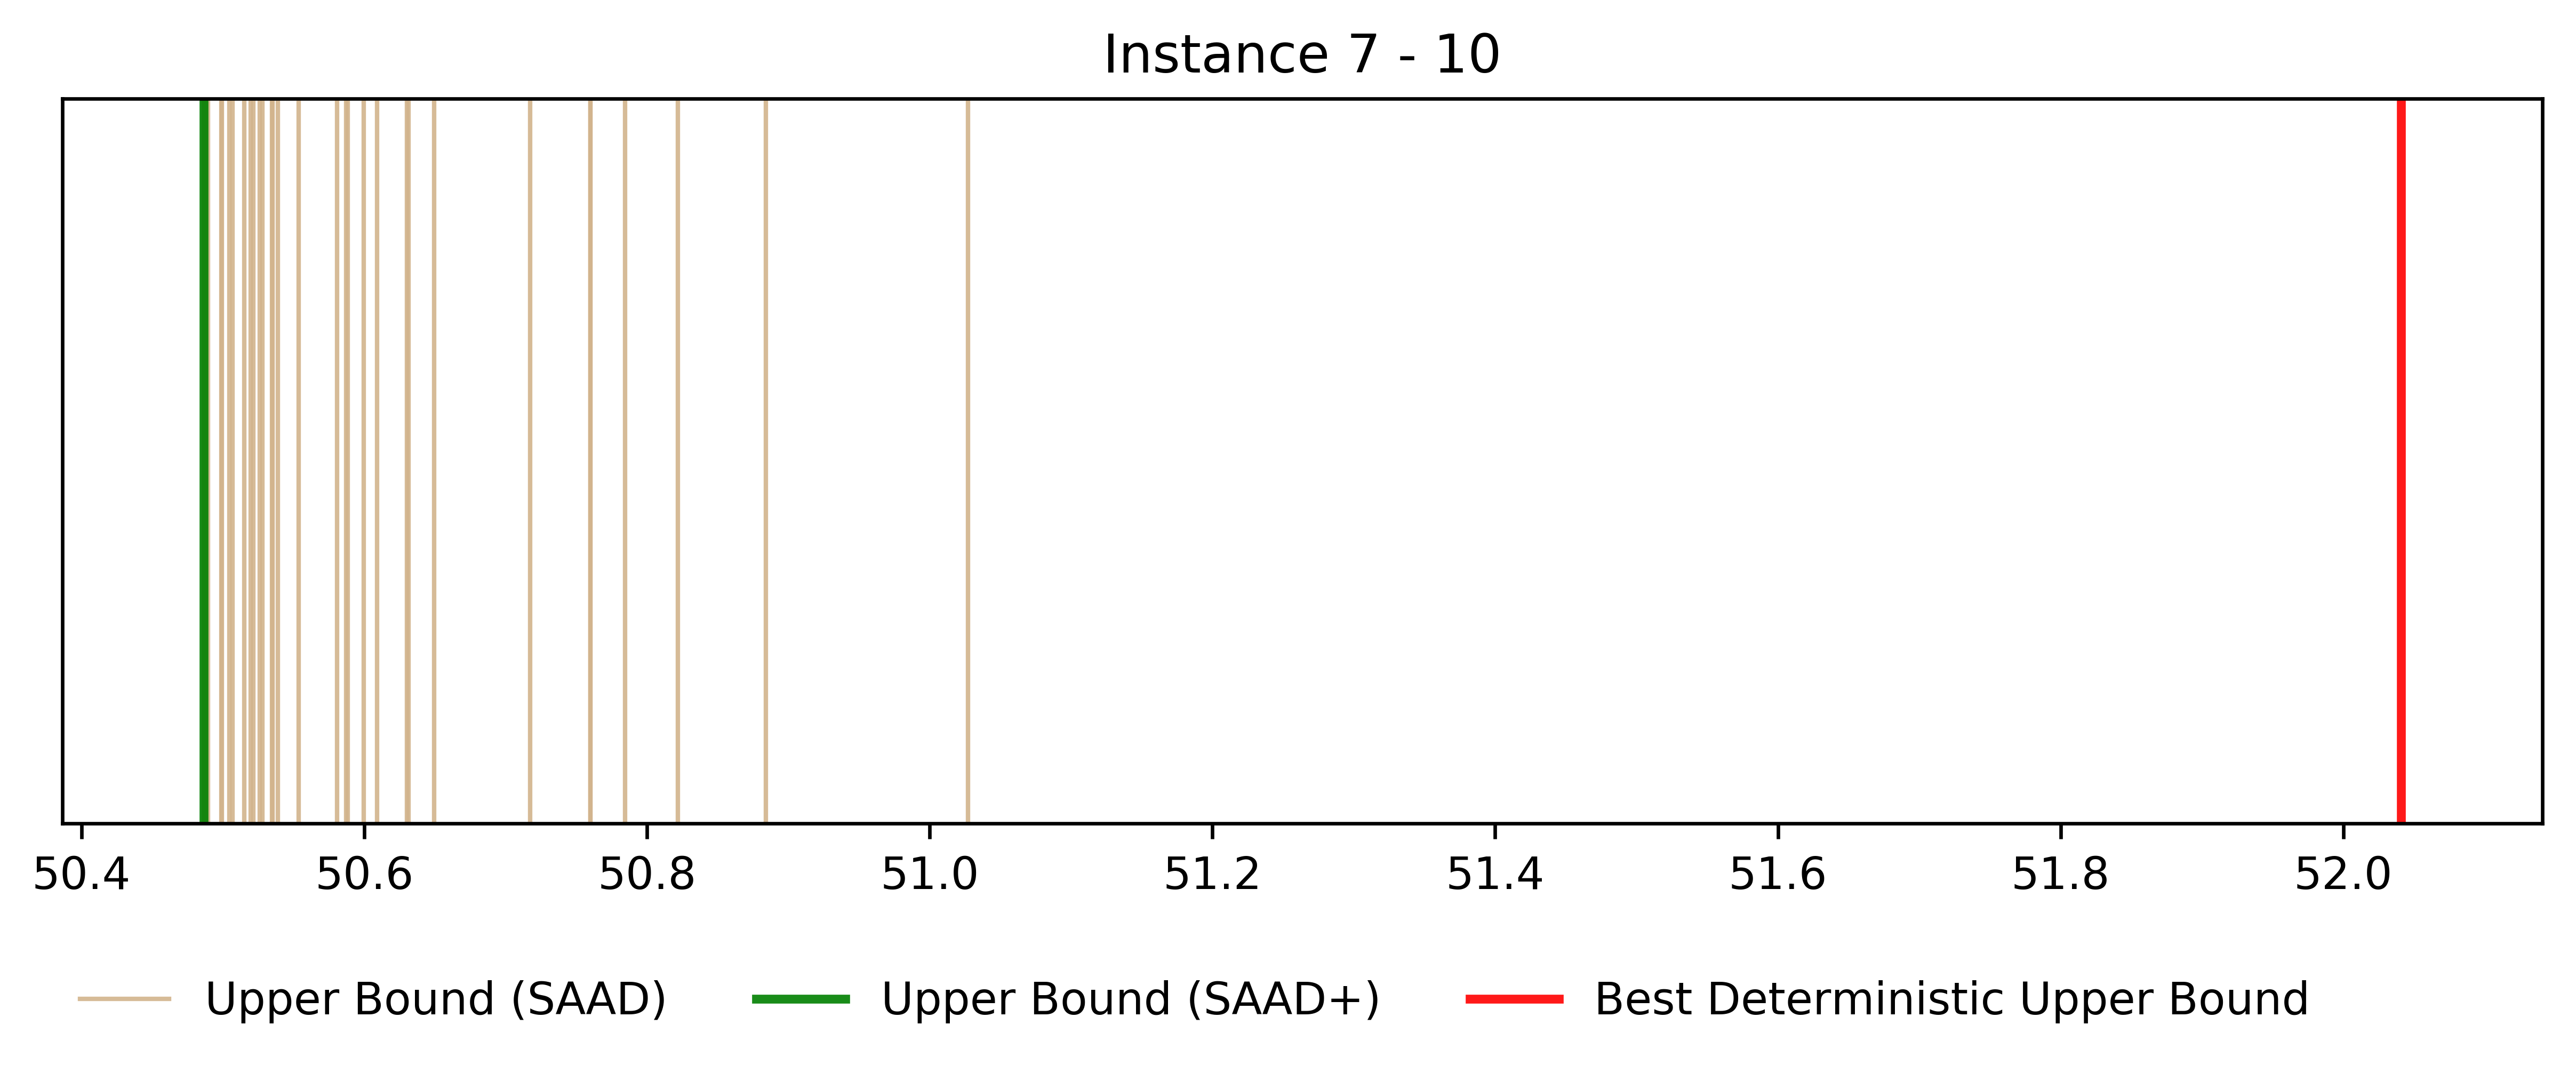 Instance 7 - 10
50.4 50.6 50.8 51.0 51.2 51.4 51.6 51.8 52.0
Upper Bound (SAAD) Upper Bound (SAAD+) Best Deterministic Upper Bound